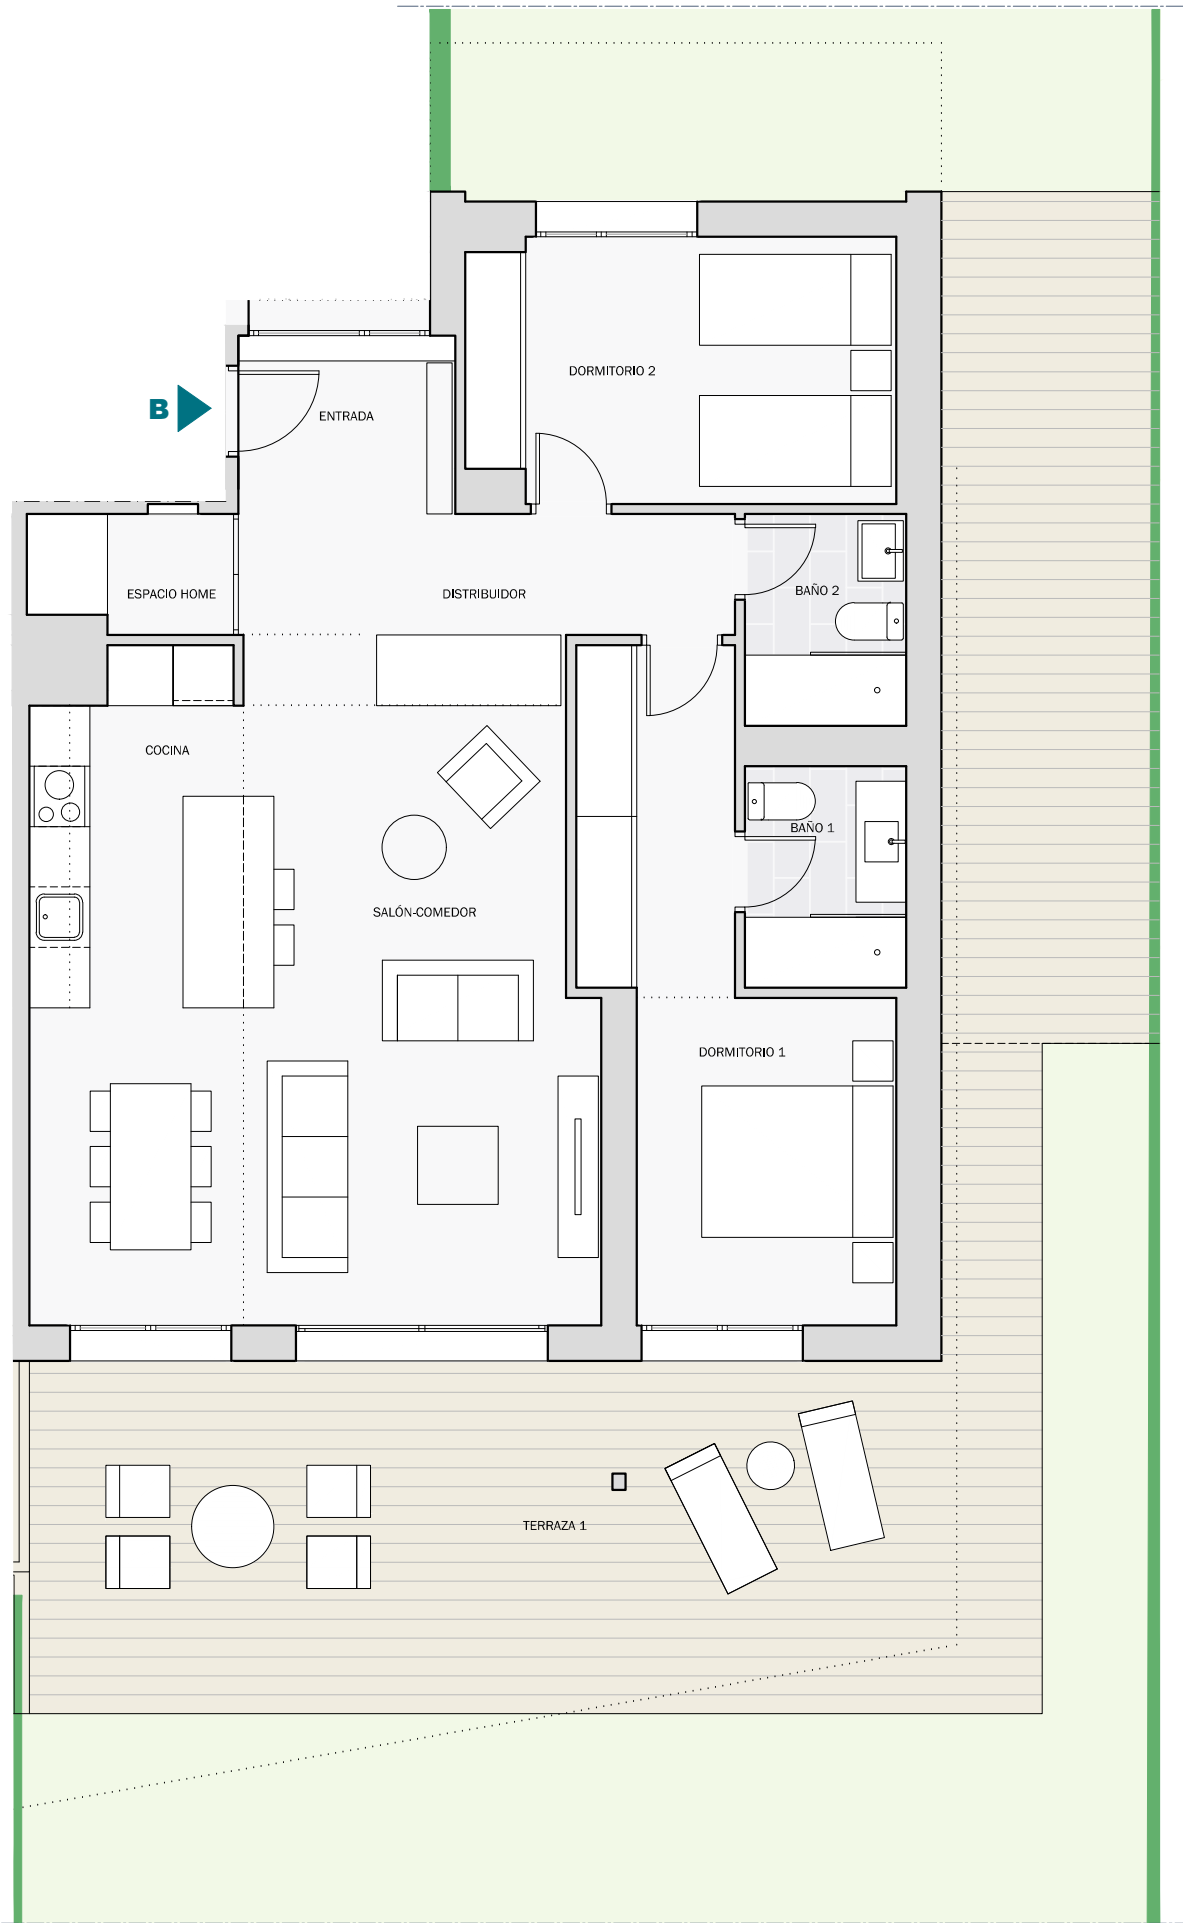 DORMITORIO 2
B
ENTRADA
ESPACIO HOME
DISTRIBUIDOR
BAÑO 2
COCINA
BAÑO 1
SALÓN-COMEDOR
DORMITORIO 1
TERRAZA 1